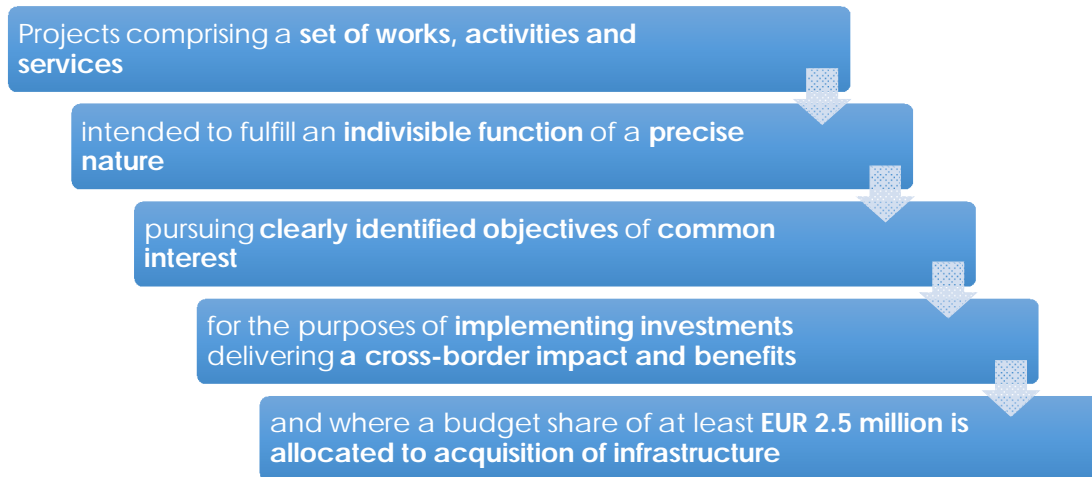 Projects comprising a set of works, activities and
services
intended to fulfill an indivisible function of a precise
nature
pursuing clearly identified objectives of common
interest
for the purposes of implementing investments
delivering a cross-border impact and benefits
and where a budget share of at least EUR 2.5 million is
allocated to acquisition of infrastructure